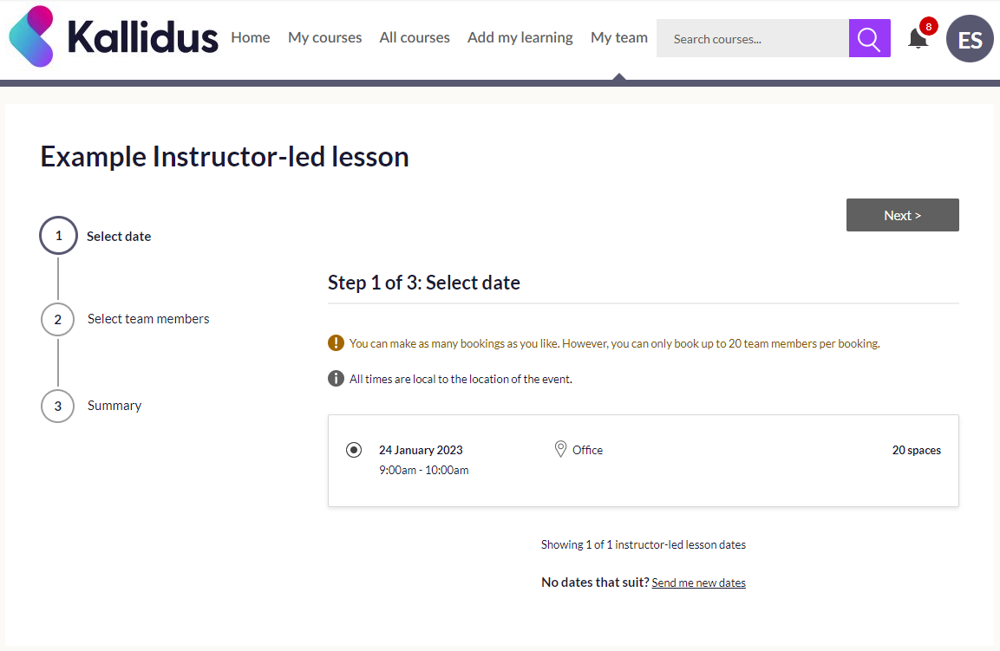 Kallidus
Home My courses All courses Add my learning My team Search courses... 8 ES
Example Instructor-led lesson
Next >
1 Select date
Step 1 of 3: Select date
2 Select team members
! You can make as many bookings as you like. However, you can only book up to 20 team members per booking.
i All times are local to the location of the event.
3 Summary
24 January 2023 Office 20 spaces
9:00am - 10:00am
Showing 1 of 1 instructor-led lesson dates
No dates that suit? Send me new dates